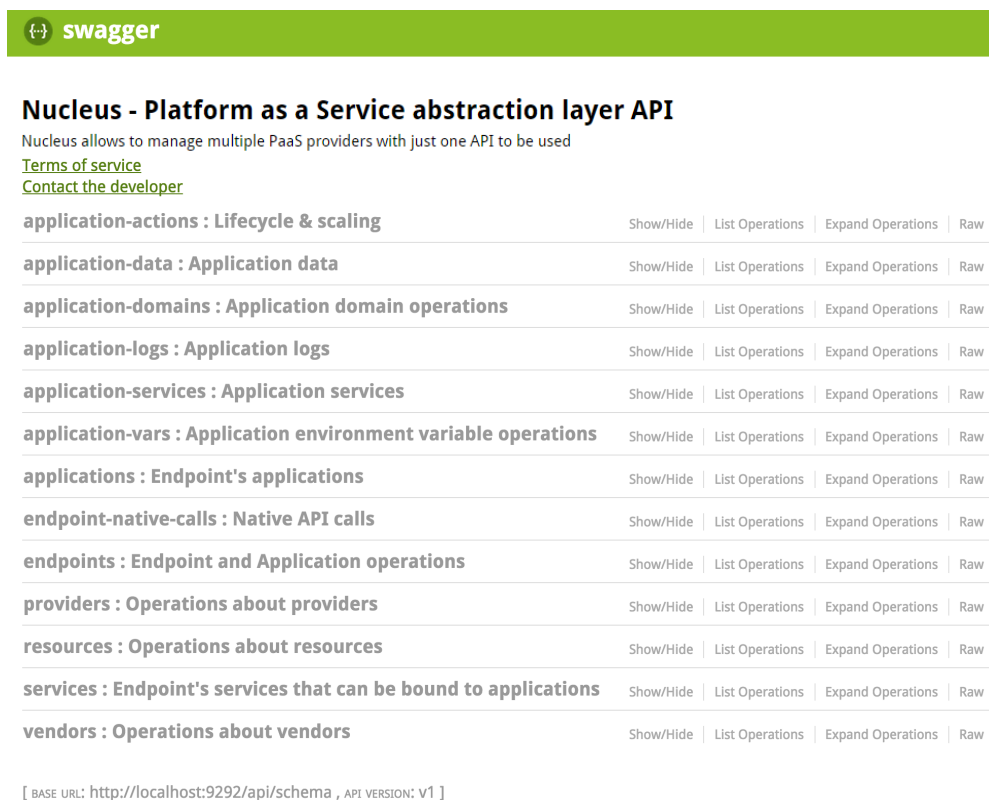 {···} swagger
Nucleus - Platform as a Service abstraction layer API
Nucleus allows to manage multiple PaaS providers with just one API to be used
Terms of service
Contact the developer
application-actions : Lifecycle & scaling Show/Hide List Operations Expand Operations Raw
application-data : Application data Show/Hide List Operations Expand Operations Raw
application-domains : Application domain operations Show/Hide List Operations Expand Operations Raw
application-logs : Application logs Show/Hide List Operations Expand Operations Raw
application-services : Application services Show/Hide List Operations Expand Operations Raw
application-vars : Application environment variable operations Show/Hide List Operations Expand Operations Raw
applications : Endpoint's applications Show/Hide List Operations Expand Operations Raw
endpoint-native-calls : Native API calls Show/Hide List Operations Expand Operations Raw
endpoints : Endpoint and Application operations Show/Hide List Operations Expand Operations Raw
providers : Operations about providers Show/Hide List Operations Expand Operations Raw
resources : Operations about resources Show/Hide List Operations Expand Operations Raw
services : Endpoint's services that can be bound to applications Show/Hide List Operations Expand Operations Raw
vendors : Operations about vendors Show/Hide List Operations Expand Operations Raw
[ BASE URL: http://localhost:9292/api/schema , API VERSION: v1 ]